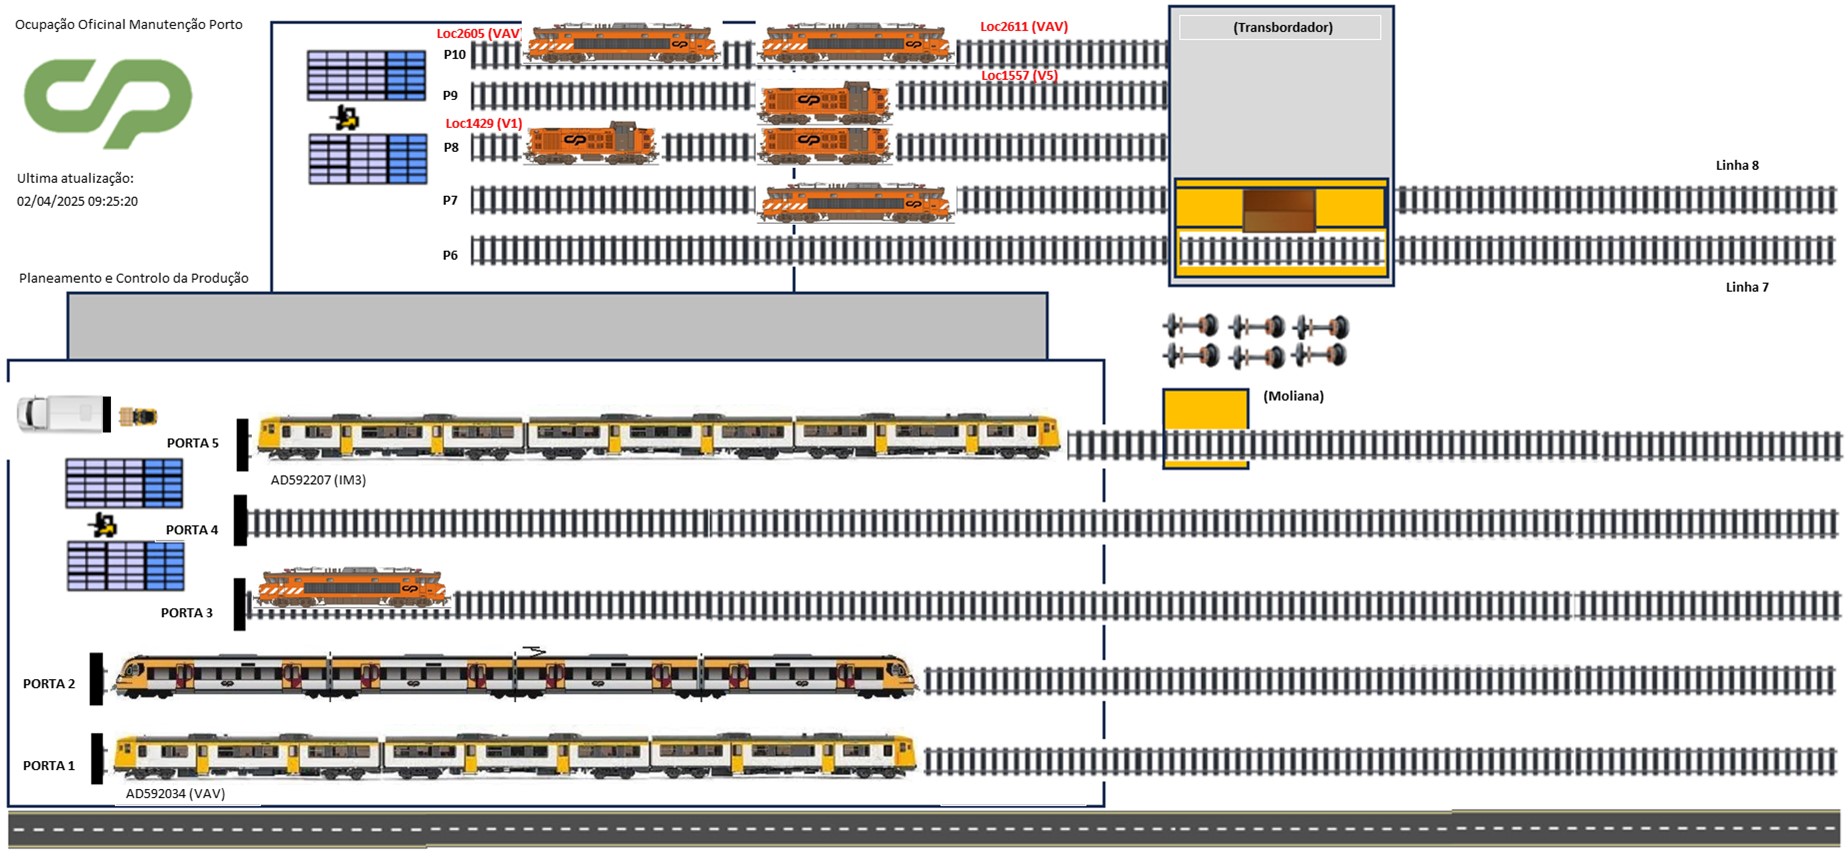 Ocupação Oficinal Manutenção Porto
CP
Ultima atualização:
02/04/2025 09:25:20
Planeamento e Controlo da Produção
Loc2605 (VAV)
Loc2611 (VAV)
P10
Loc1557 (V5)
P9
Loc1429 (V1)
P8
P7
P6
(Transbordador)
Linha 8
Linha 7
(Moliana)
PORTA 5
AD592207 (IM3)
PORTA 4
PORTA 3
PORTA 2
PORTA 1
AD592034 (VAV)